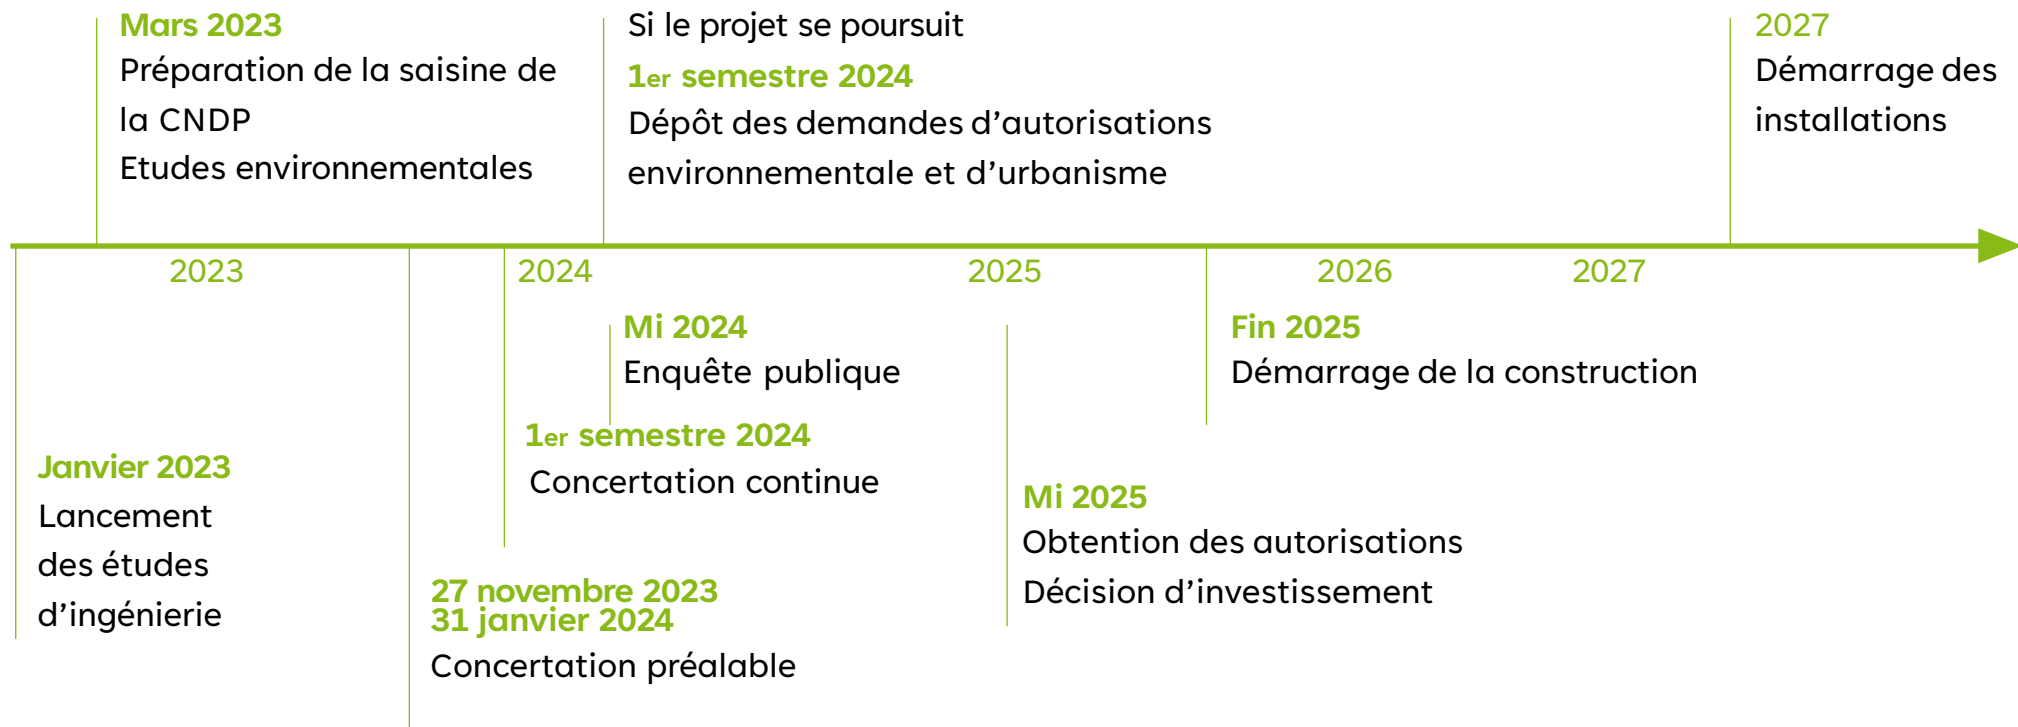 Mars 2023
Préparation de la saisine de
la CNDP
Etudes environnementales
Si le projet se poursuit
1er semestre 2024
Dépôt des demandes d’autorisations
environnementale et d’urbanisme
2027
Démarrage des
installations
2023
2024
2025
2026
2027
Janvier 2023
Lancement
des études
d’ingénierie
27 novembre 2023
31 janvier 2024
Concertation préalable
1er semestre 2024
Concertation continue
Mi 2024
Enquête publique
Mi 2025
Obtention des autorisations
Décision d’investissement
Fin 2025
Démarrage de la construction